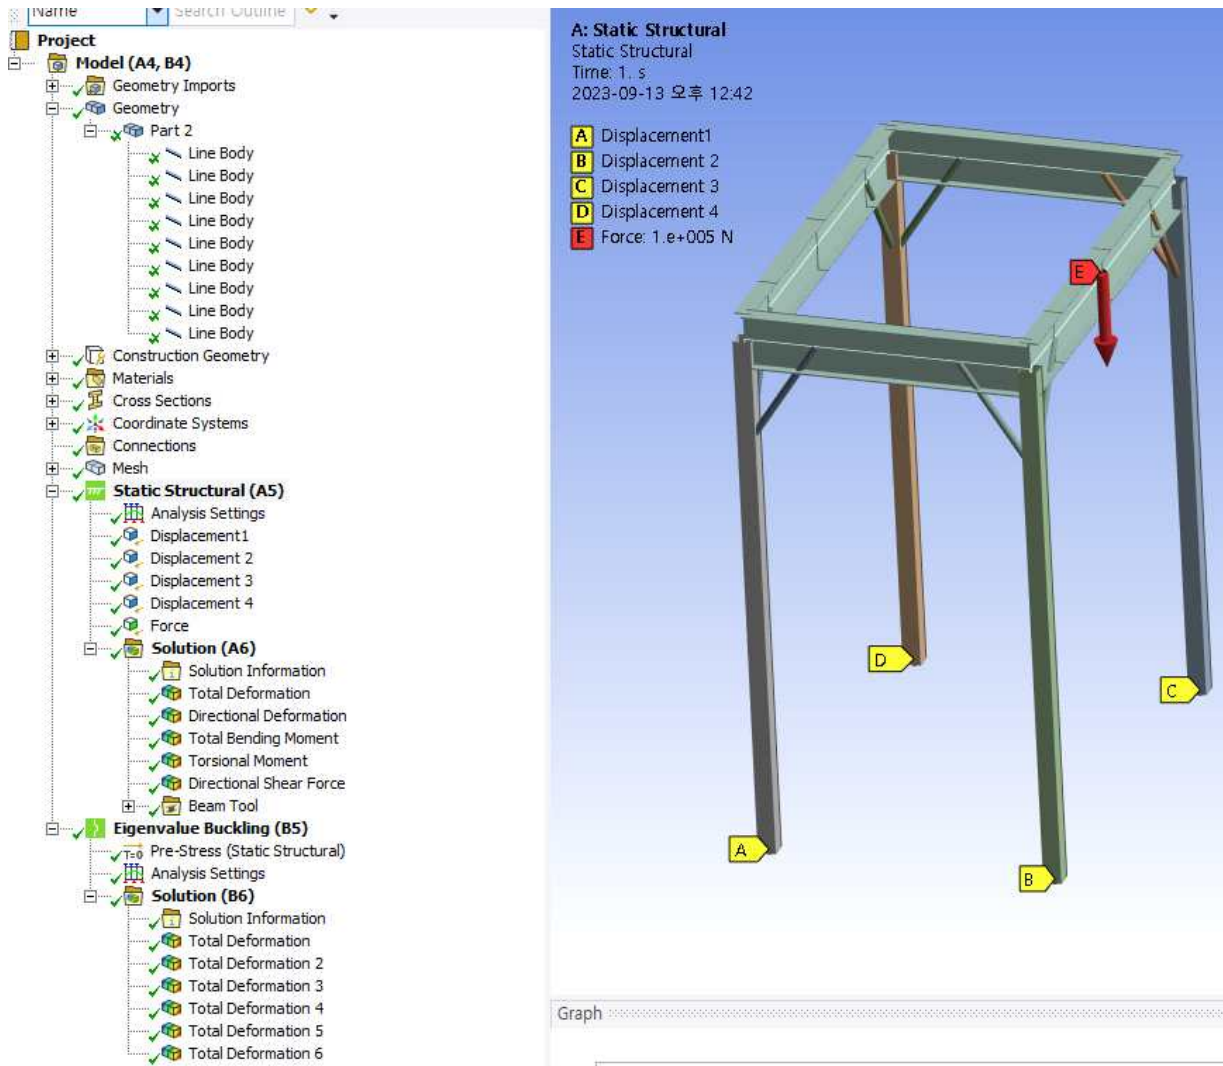 Name
Search Outline
Project
Model (A4, B4)
Geometry Imports
Geometry
Part 2
Line Body
Line Body
Line Body
Line Body
Line Body
Line Body
Line Body
Line Body
Line Body
Construction Geometry
Materials
Cross Sections
Coordinate Systems
Connections
Mesh
Static Structural (A5)
Analysis Settings
Displacement1
Displacement 2
Displacement 3
Displacement 4
Force
Solution (A6)
Solution Information
Total Deformation
Directional Deformation
Total Bending Moment
Torsional Moment
Directional Shear Force
Beam Tool
Eigenvalue Buckling (B5)
T=0 Pre-Stress (Static Structural)
Analysis Settings
Solution (B6)
Solution Information
Total Deformation
Total Deformation 2
Total Deformation 3
Total Deformation 4
Total Deformation 5
Total Deformation 6
A: Static Structural
Static Structural
Time: 1. s
2023-09-13 오후 12:42
A Displacement1
B Displacement 2
C Displacement 3
D Displacement 4
E Force: 1.e+005 N
E
D
C
A
B
Graph